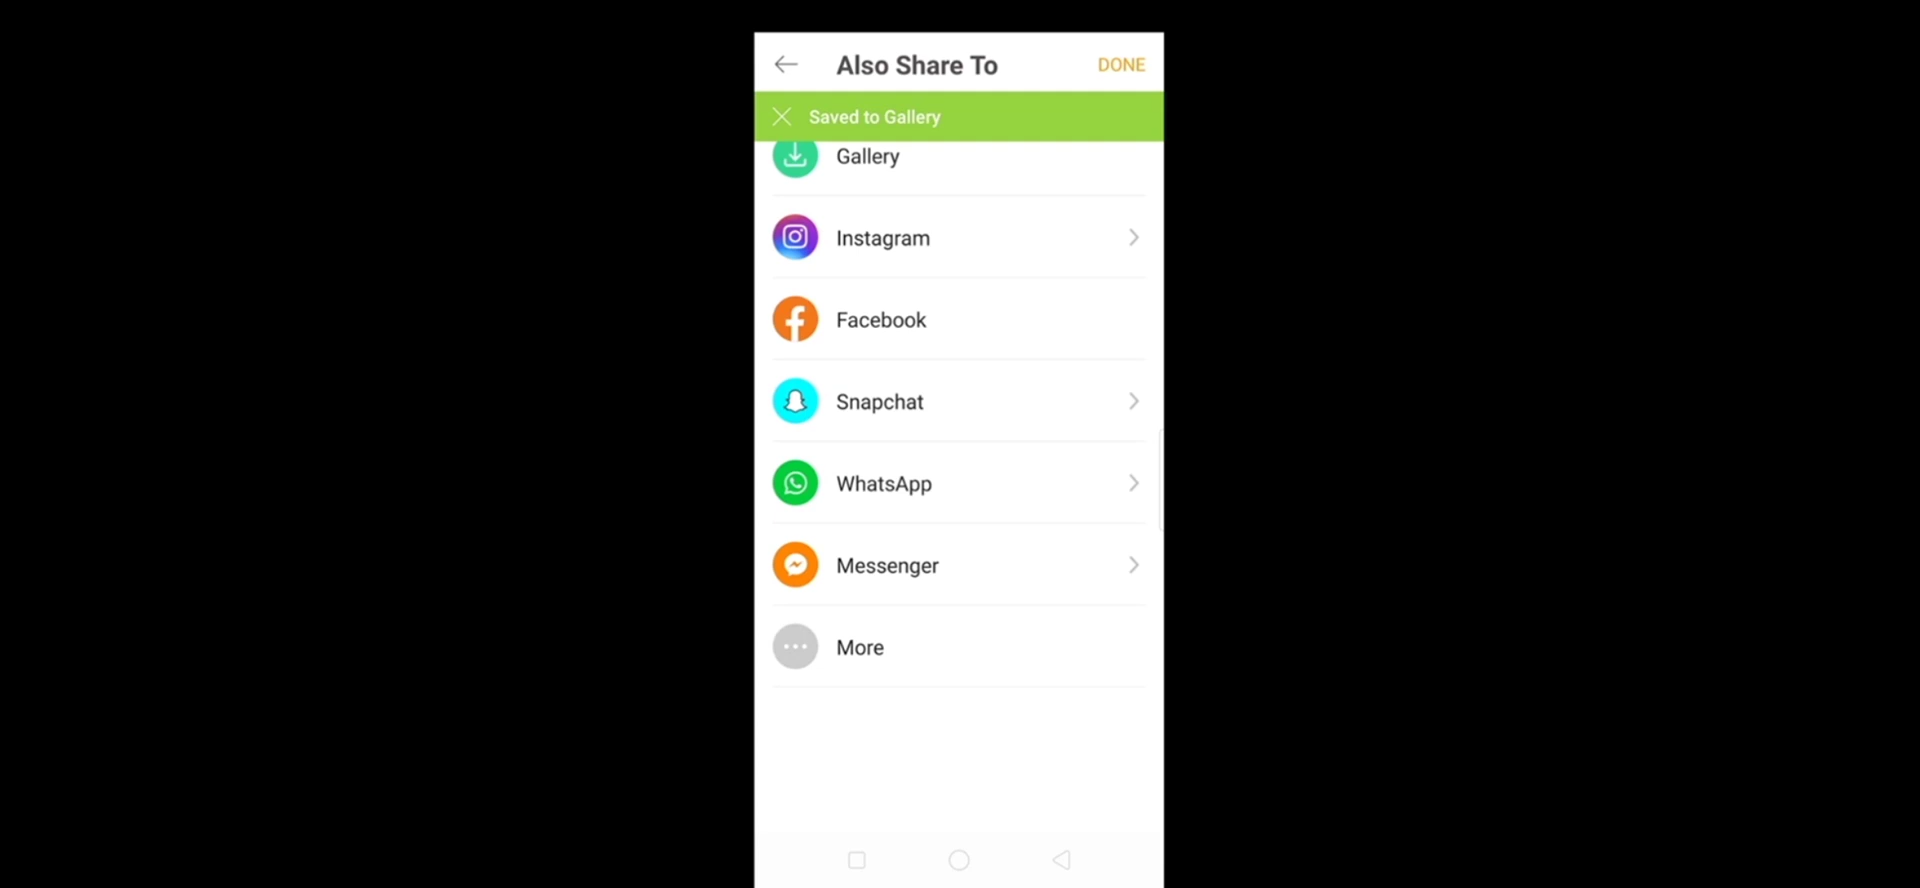 Also Share To
DONE
Saved to Gallery
Gallery
Instagram
Facebook
Snapchat
WhatsApp
Messenger
More